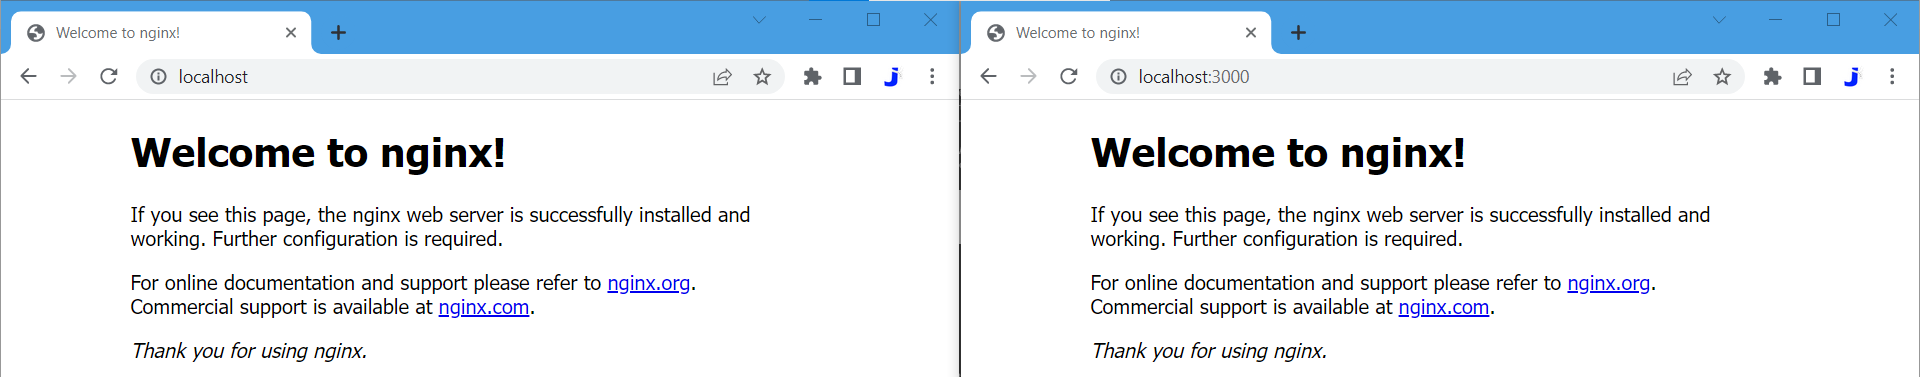 Welcome to nginx!
localhost
Welcome to nginx!
If you see this page, the nginx web server is successfully installed and
working. Further configuration is required.
For online documentation and support please refer to nginx.org.
Commercial support is available at nginx.com.
Thank you for using nginx.
Welcome to nginx!
localhost:3000
Welcome to nginx!
If you see this page, the nginx web server is successfully installed and
working. Further configuration is required.
For online documentation and support please refer to nginx.org.
Commercial support is available at nginx.com.
Thank you for using nginx.